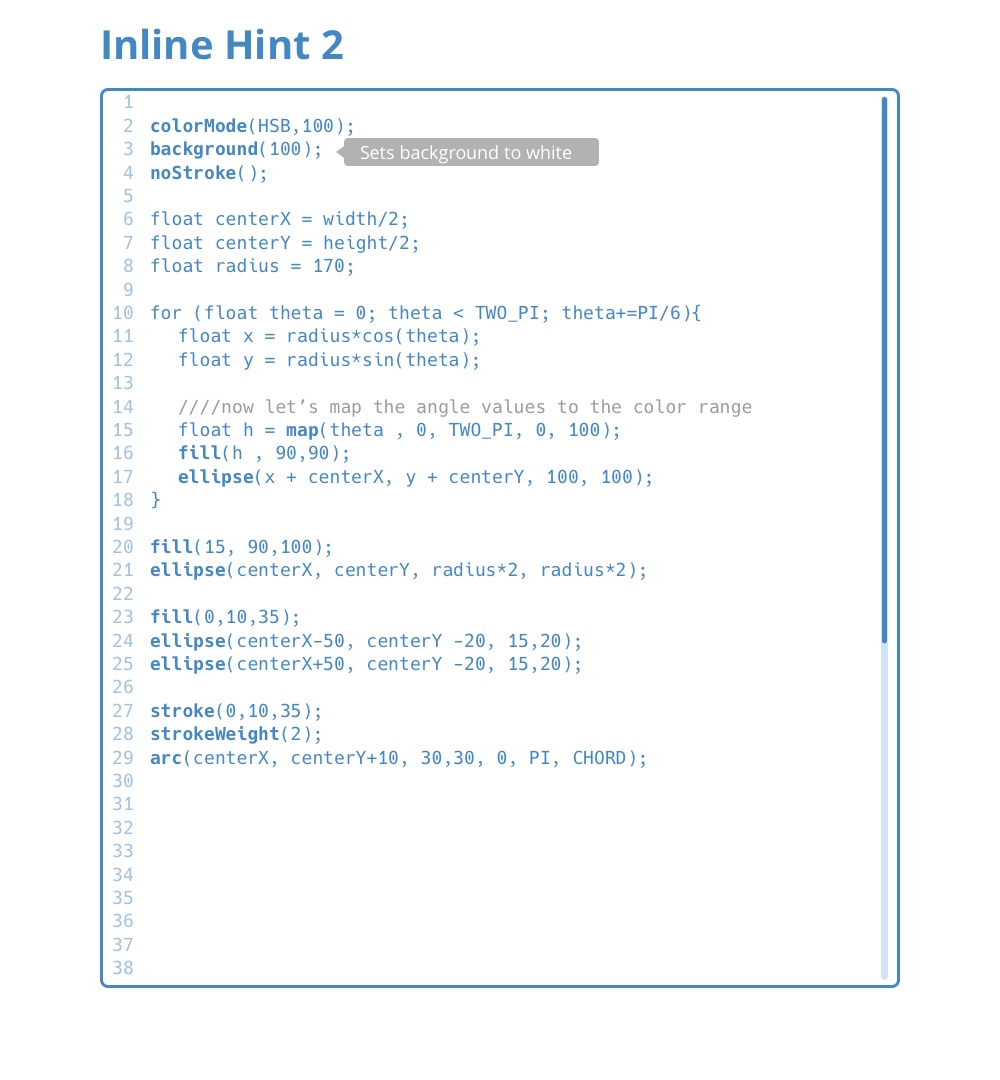 Inline Hint 2
1
2 colorMode(HSB,100);
3 background(100); Sets background to white
4 noStroke();
5
6 float centerX = width/2;
7 float centerY = height/2;
8 float radius = 170;
9
10 for (float theta = 0; theta < TWO_PI; theta+=PI/6){
11 float x = radius*cos(theta);
12 float y = radius*sin(theta);
13
14 ////now let’s map the angle values to the color range
15 float h = map(theta , 0, TWO_PI, 0, 100);
16 fill(h , 90,90);
17 ellipse(x + centerX, y + centerY, 100, 100);
18 }
19
20 fill(15, 90,100);
21 ellipse(centerX, centerY, radius*2, radius*2);
22
23 fill(0,10,35);
24 ellipse(centerX-50, centerY -20, 15,20);
25 ellipse(centerX+50, centerY -20, 15,20);
26
27 stroke(0,10,35);
28 strokeWeight(2);
29 arc(centerX, centerY+10, 30,30, 0, PI, CHORD);
30
31
32
33
34
35
36
37
38